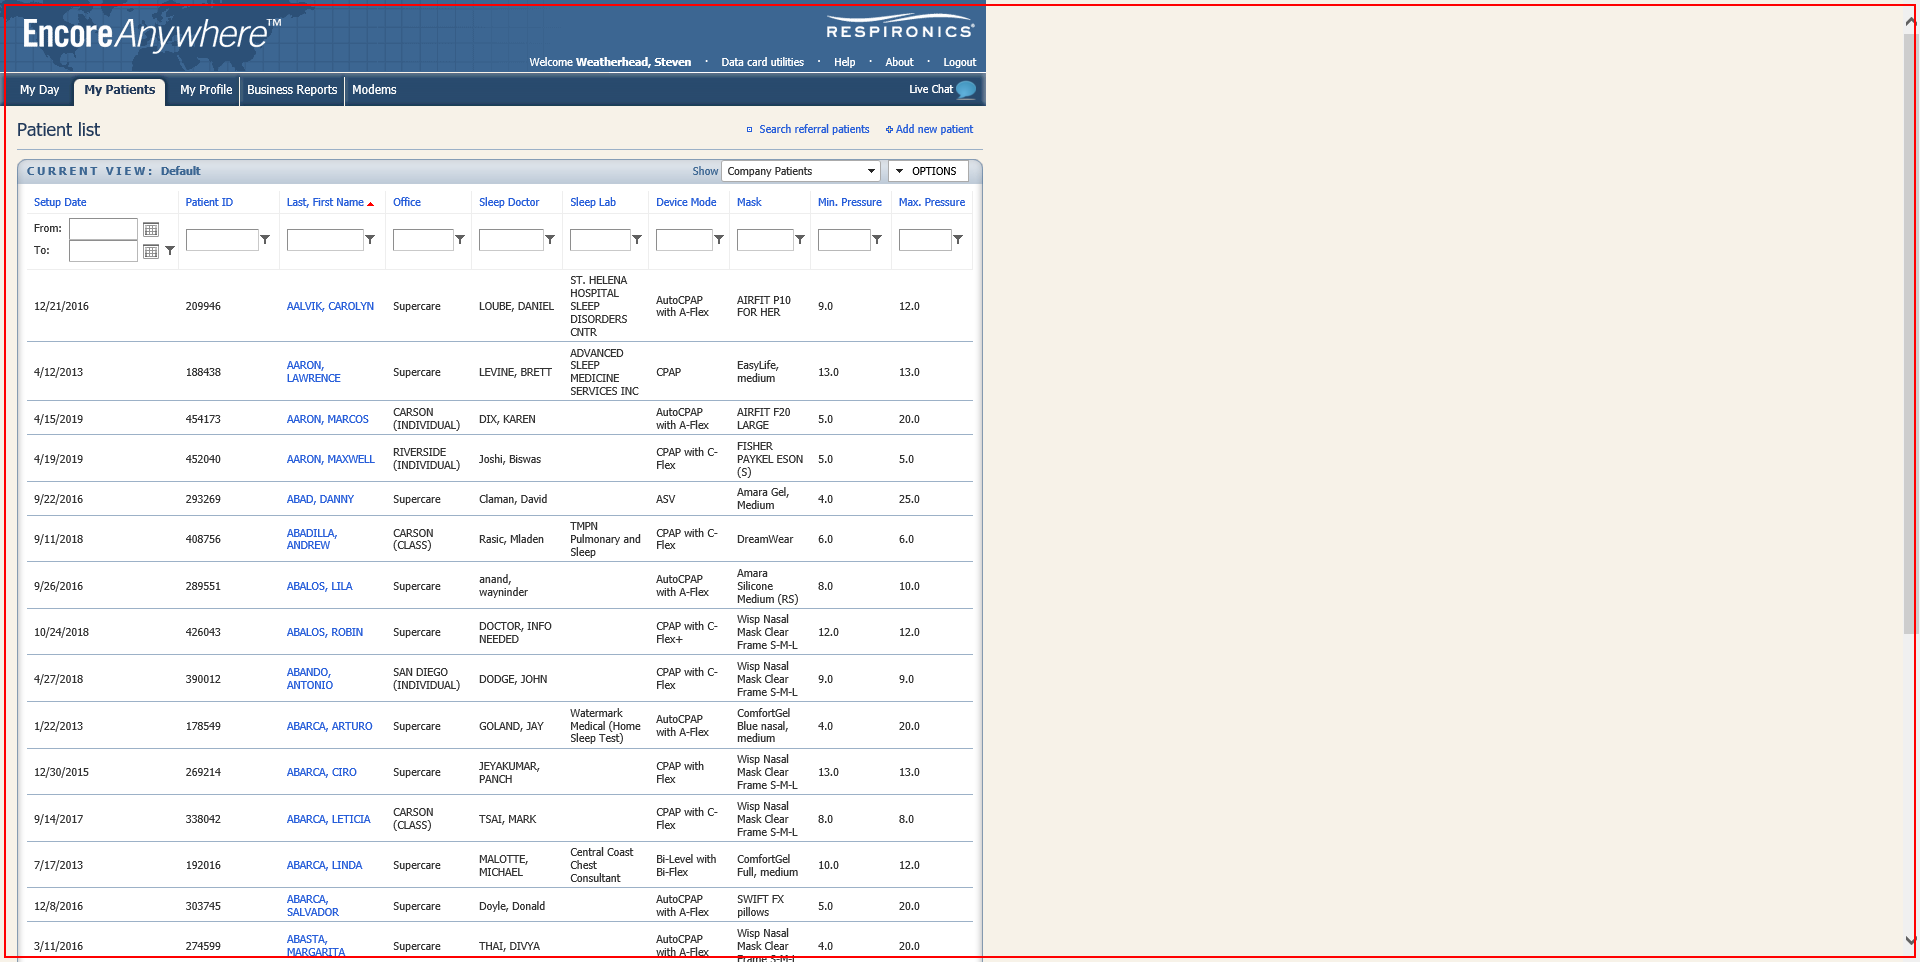 EncoreAnywhere™
RESPIRONICS®
Welcome Weatherhead, Steven · Data card utilities · Help · About · Logout
My Day My Patients My Profile Business Reports Modems Live Chat
Patient list
Search referral patients Add new patient
CURRENT VIEW: Default Show Company Patients OPTIONS
Setup Date Patient ID Last, First Name Office Sleep Doctor Sleep Lab Device Mode Mask Min. Pressure Max. Pressure
From:
To:
12/21/2016 209946 AALVIK, CAROLYN Supercare LOUBE, DANIEL ST. HELENA HOSPITAL SLEEP DISORDERS CNTR AutoCPAP with A-Flex AIRFIT P10 FOR HER 9.0 12.0
4/12/2013 188438 AARON, LAWRENCE Supercare LEVINE, BRETT ADVANCED SLEEP MEDICINE SERVICES INC CPAP EasyLife, medium 13.0 13.0
4/15/2019 454173 AARON, MARCOS CARSON (INDIVIDUAL) DIX, KAREN AutoCPAP with A-Flex AIRFIT F20 LARGE 5.0 20.0
4/19/2019 452040 AARON, MAXWELL RIVERSIDE (INDIVIDUAL) Joshi, Biswas CPAP with C-Flex FISHER PAYKEL ESON (S) 5.0 5.0
9/22/2016 293269 ABAD, DANNY Supercare Claman, David ASV Amara Gel, Medium 4.0 25.0
9/11/2018 408756 ABADILLA, ANDREW CARSON (CLASS) Rasic, Mladen TMPN Pulmonary and Sleep CPAP with C-Flex DreamWear 6.0 6.0
9/26/2016 289551 ABALOS, LILA Supercare anand, wayninder AutoCPAP with A-Flex Amara Silicone Medium (RS) 8.0 10.0
10/24/2018 426043 ABALOS, ROBIN Supercare DOCTOR, INFO NEEDED CPAP with C-Flex+ Wisp Nasal Mask Clear Frame S-M-L 12.0 12.0
4/27/2018 390012 ABANDO, ANTONIO SAN DIEGO (INDIVIDUAL) DODGE, JOHN CPAP with C-Flex Wisp Nasal Mask Clear Frame S-M-L 9.0 9.0
1/22/2013 178549 ABARCA, ARTURO Supercare GOLAND, JAY Watermark Medical (Home Sleep Test) AutoCPAP with A-Flex ComfortGel Blue nasal, medium 4.0 20.0
12/30/2015 269214 ABARCA, CIRO Supercare JEYAKUMAR, PANCH CPAP with Flex Wisp Nasal Mask Clear Frame S-M-L 13.0 13.0
9/14/2017 338042 ABARCA, LETICIA CARSON (CLASS) TSAI, MARK CPAP with C-Flex Wisp Nasal Mask Clear Frame S-M-L 8.0 8.0
7/17/2013 192016 ABARCA, LINDA Supercare MALOTTE, MICHAEL Central Coast Chest Consultant Bi-Level with Bi-Flex ComfortGel Full, medium 10.0 12.0
12/8/2016 303745 ABARCA, SALVADOR Supercare Doyle, Donald AutoCPAP with A-Flex SWIFT FX pillows 5.0 20.0
3/11/2016 274599 ABASTA, MARGARITA Supercare THAI, DIVYA AutoCPAP with A-Flex Wisp Nasal Mask Clear Frame S-M-L 4.0 20.0